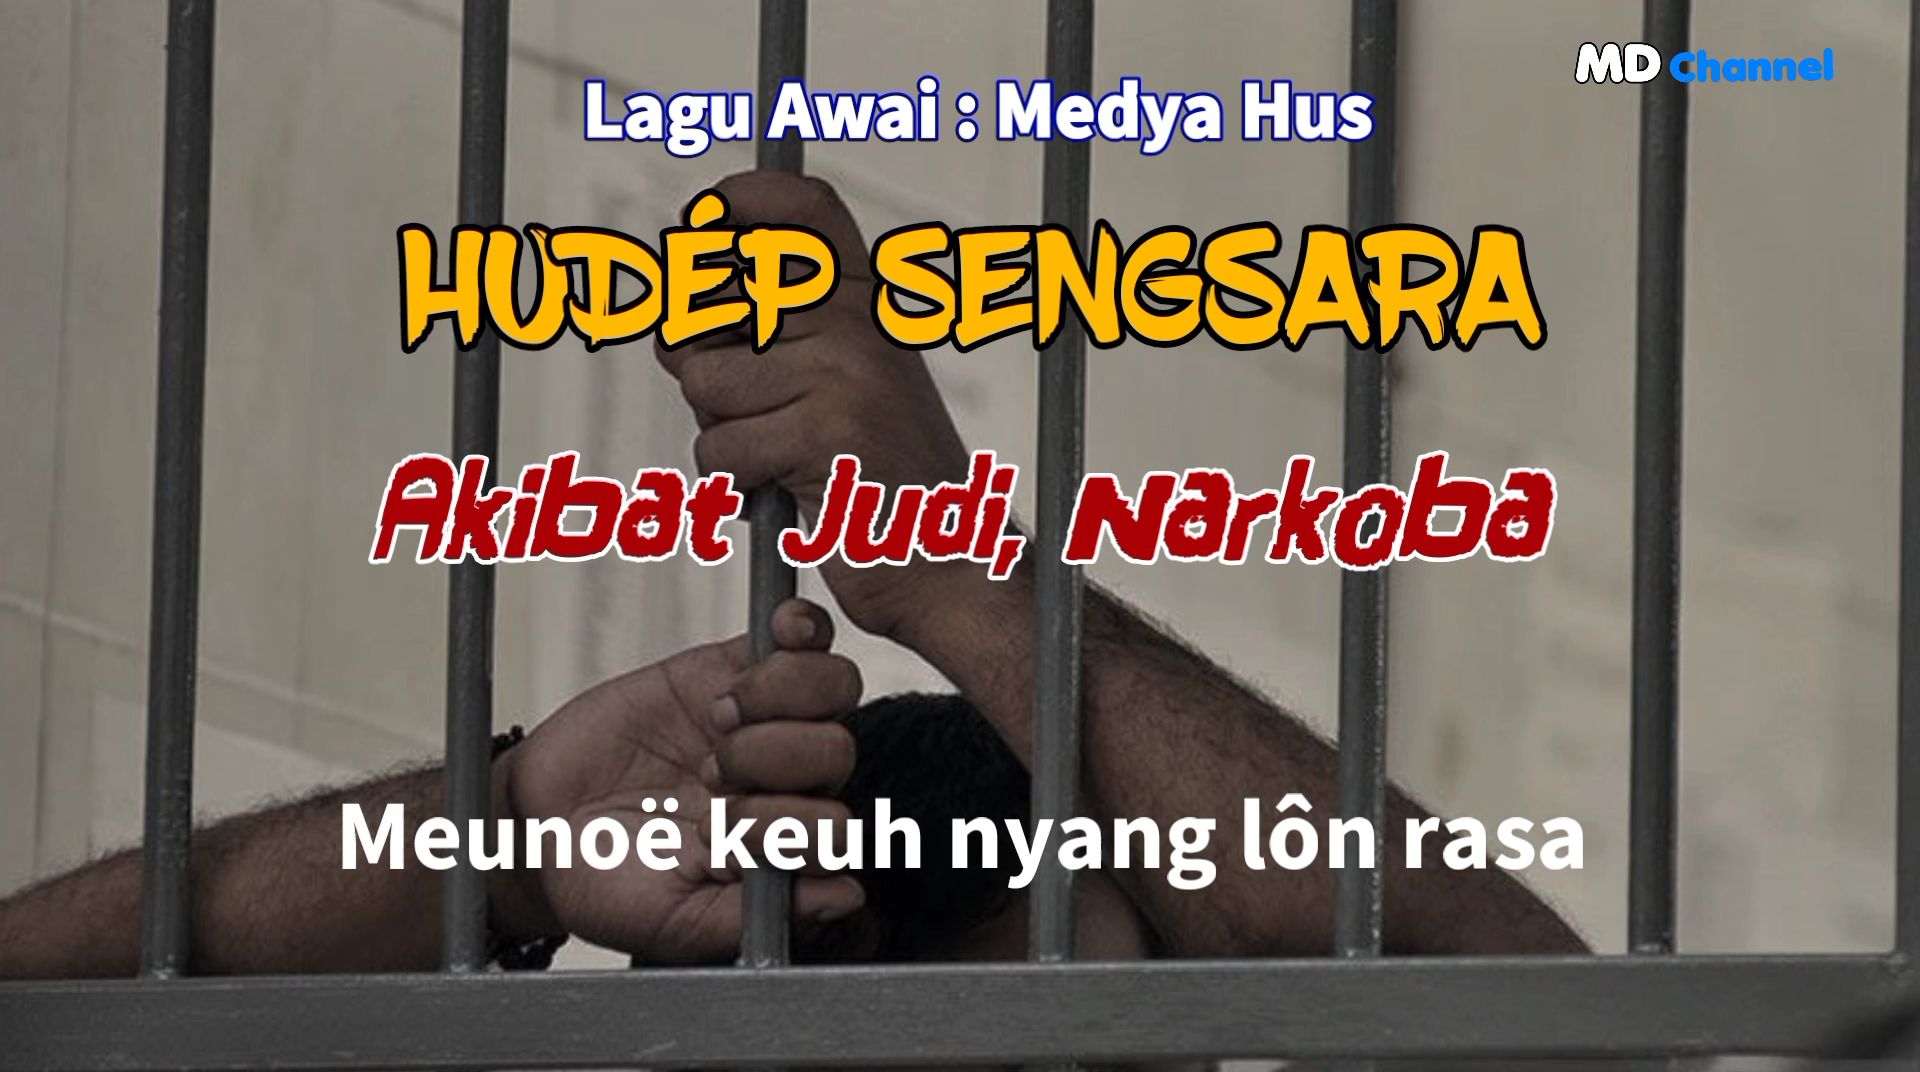 MD Channel
Lagu Awai : Medya Hus
HUDÉP SENGSARA
Akibat Judi, Narkoba
Meunoë keuh nyang lôn rasa